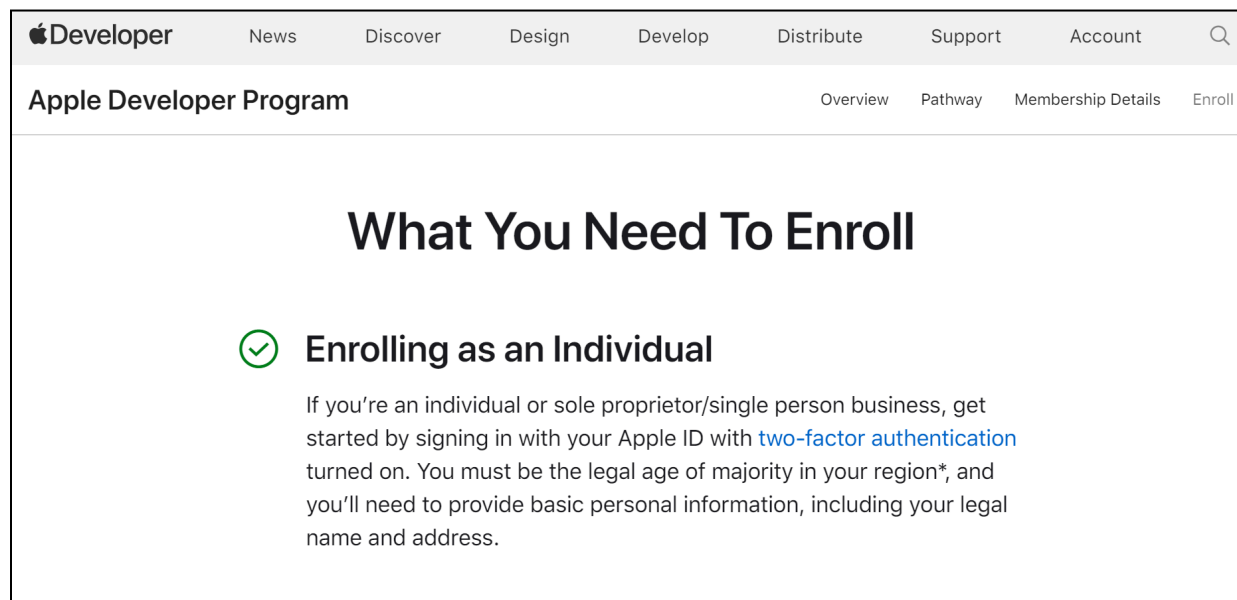 Developer News Discover Design Develop Distribute Support Account
Apple Developer Program Overview Pathway Membership Details Enroll
What You Need To Enroll
Enrolling as an Individual
If you’re an individual or sole proprietor/single person business, get
started by signing in with your Apple ID with two-factor authentication
turned on. You must be the legal age of majority in your region*, and
you’ll need to provide basic personal information, including your legal
name and address.